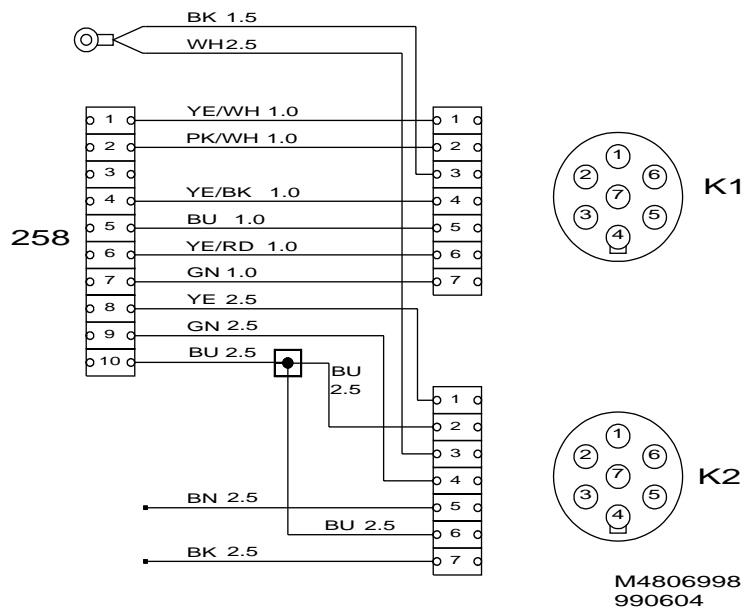 BK 1.5
WH2.5
1 YE/WH 1.0 1
2 PK/WH 1.0 2
3 3
4 YE/BK 1.0 4
5 BU 1.0 5
6 YE/RD 1.0 6
7 GN 1.0 7
258
8 YE 2.5
9 GN 2.5
10 BU 2.5
BU
2.5
1
2
3
4
BN 2.5 5
BU 2.5 6
BK 2.5 7
1
2 6
7
3 5
4
K1
1
2 6
7
3 5
4
K2
M4806998
990604